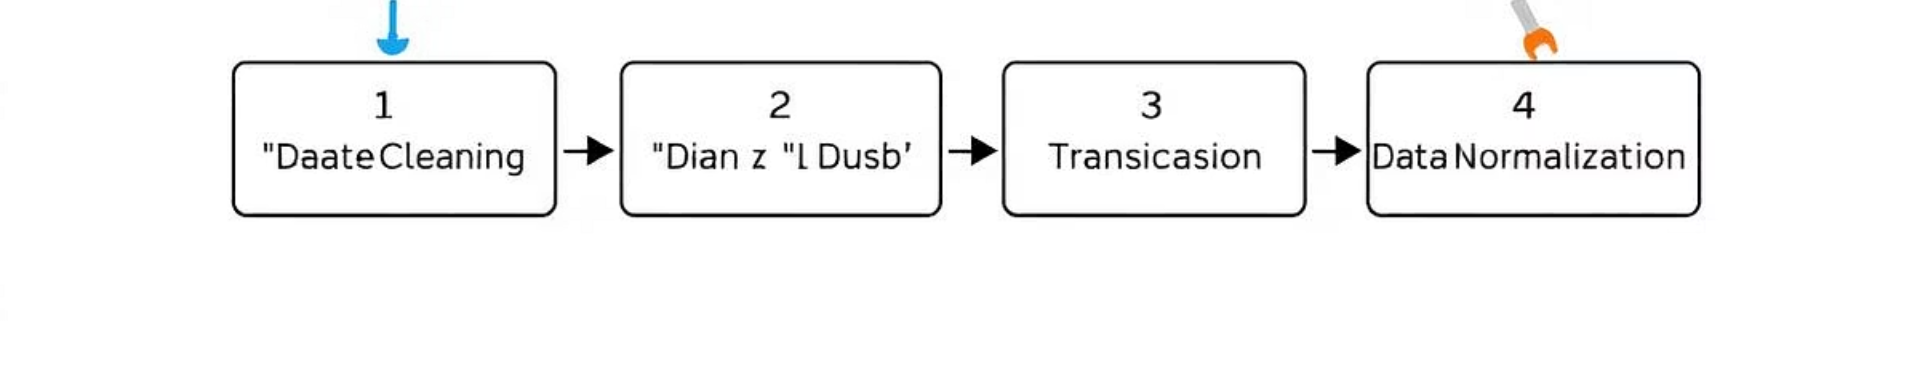 1
"Daate Cleaning
2
"Dian z "l Dusb'
3
Transicasion
4
Data Normalization